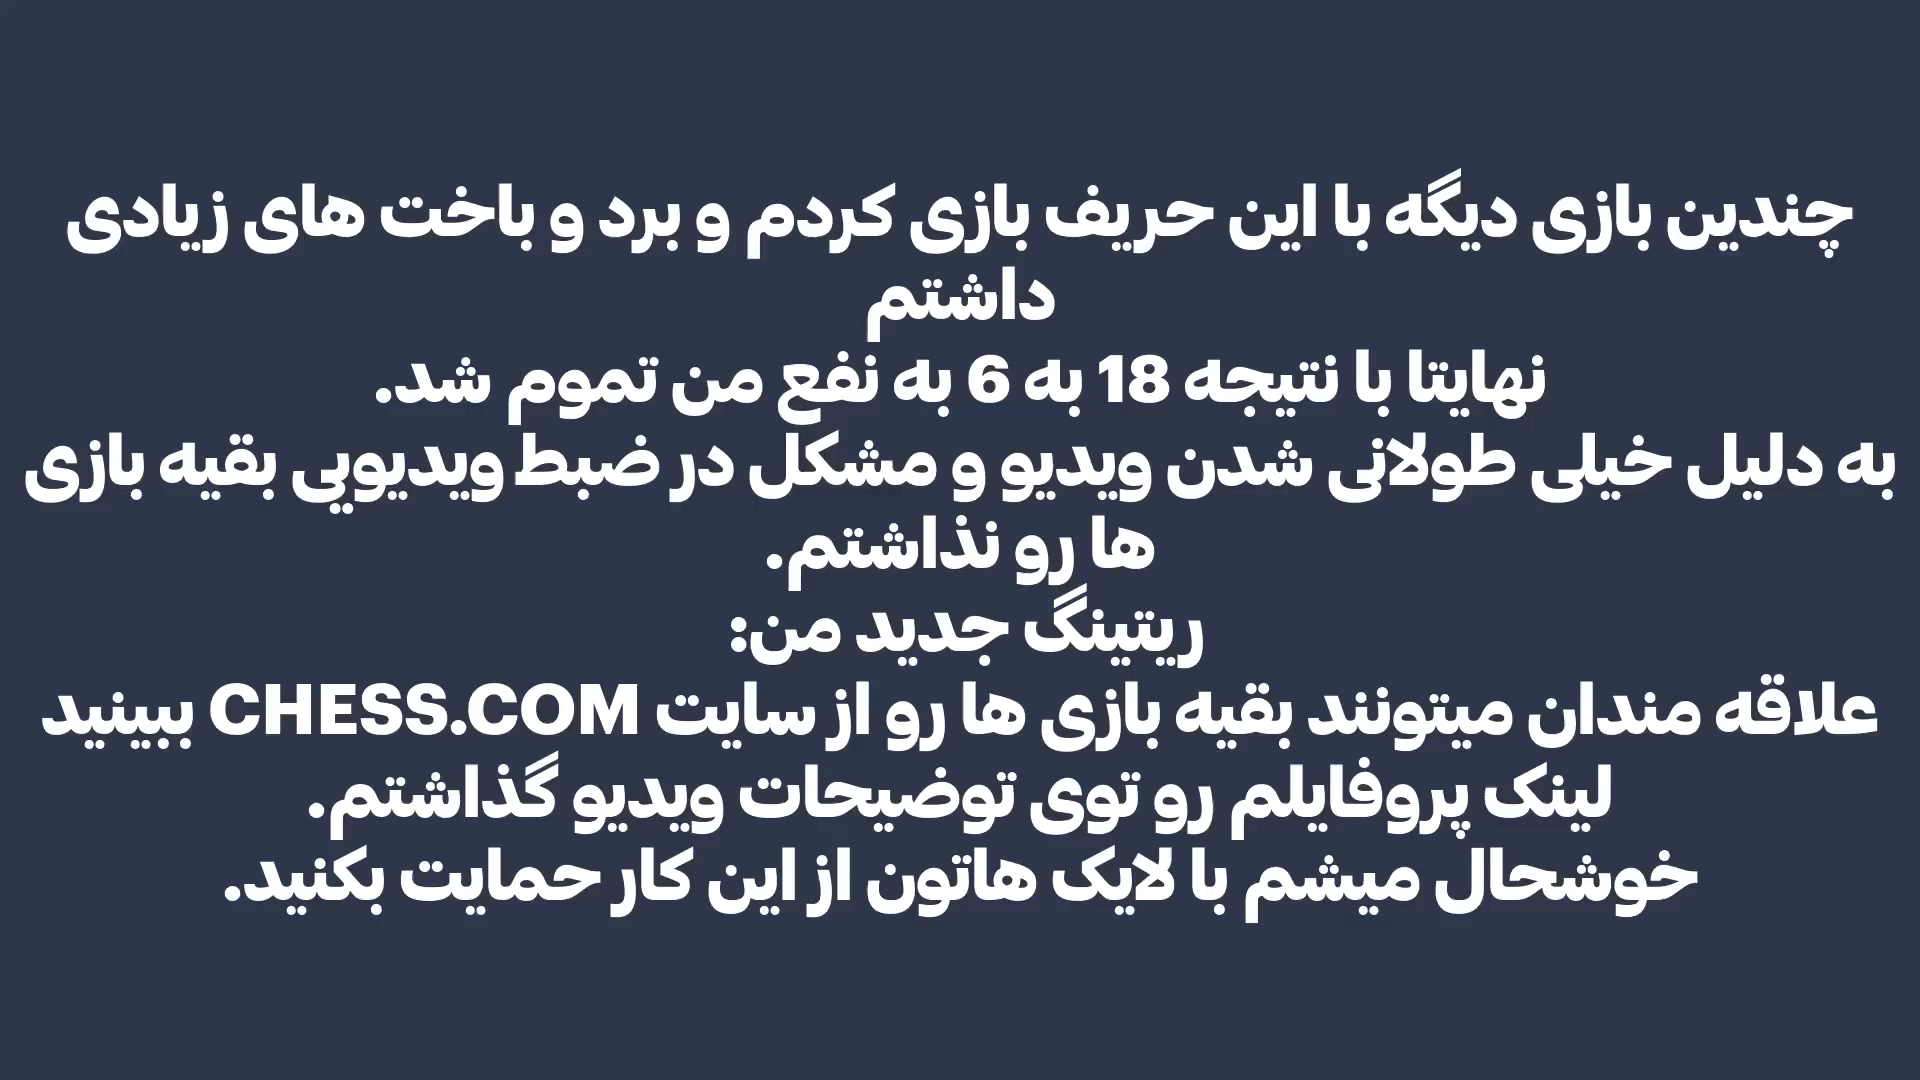 چندین بازی دیگه با این حریف بازی کردم و برد و باخت های زیادی
داشتم
نهایتا با نتیجه 18 به 6 به نفع من تموم شد.
به دلیل خیلی طولانی شدن ویدیو و مشکل در ضبط ویدیویی بقیه بازی
ها رو نذاشتم.
ریتینگ جدید من:
علاقه مندان میتونند بقیه بازی ها رو از سایت CHESS.COM ببینید
لینک پروفایلم رو توی توضیحات ویدیو گذاشتم.
خوشحال میشم با لایک هاتون از این کار حمایت بکنید.